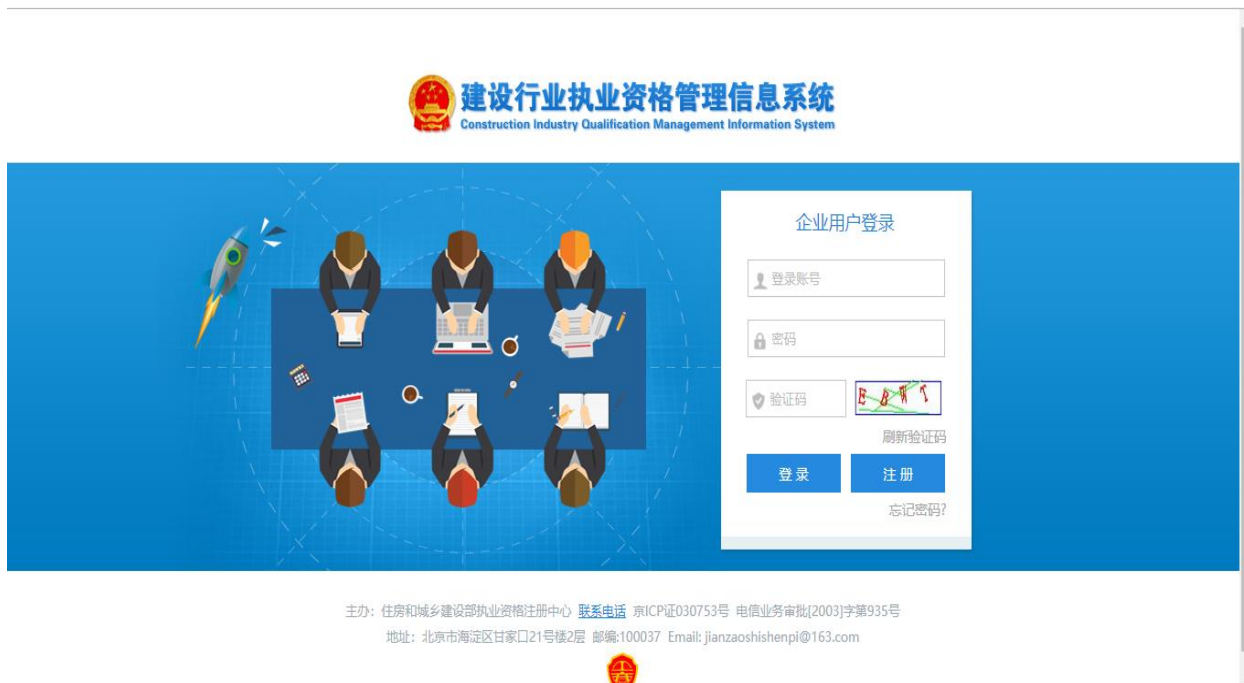 建设行业执业资格管理信息系统
Construction Industry Qualification Management Information System
企业用户登录
登录账号
密码
验证码
刷新验证码
登录 注册
忘记密码?
主办：住房和城乡建设部执业资格注册中心 联系电话 京ICP证030753号 电信业务审批[2003]字第935号
地址：北京市海淀区甘家口21号楼2层 邮编:100037 Email: jianzaoshishenpi@163.com